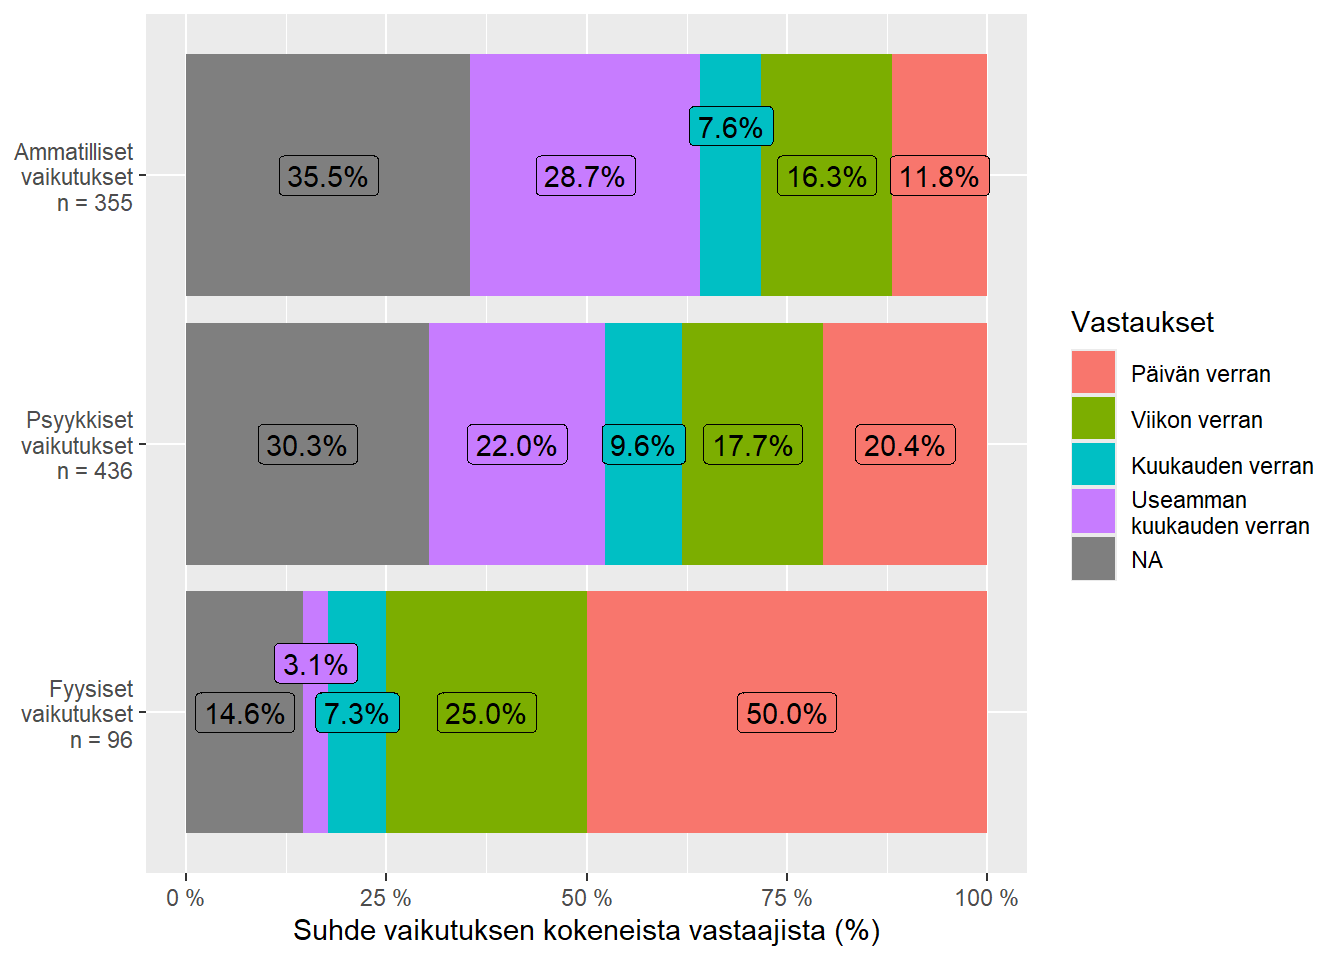 Ammatilliset
vaikutukset
n = 355
7.6%
35.5%
28.7%
16.3%
11.8%
Psyykkiset
vaikutukset
n = 436
30.3%
22.0%
9.6%
17.7%
20.4%
Fyysiset
vaikutukset
n = 96
3.1%
14.6%
7.3%
25.0%
50.0%
0 %
25 %
50 %
75 %
100 %
Suhde vaikutuksen kokeneista vastaajista (%)
Vastaukset
Päivän verran
Viikon verran
Kuukauden verran
Useamman
kuukauden verran
NA